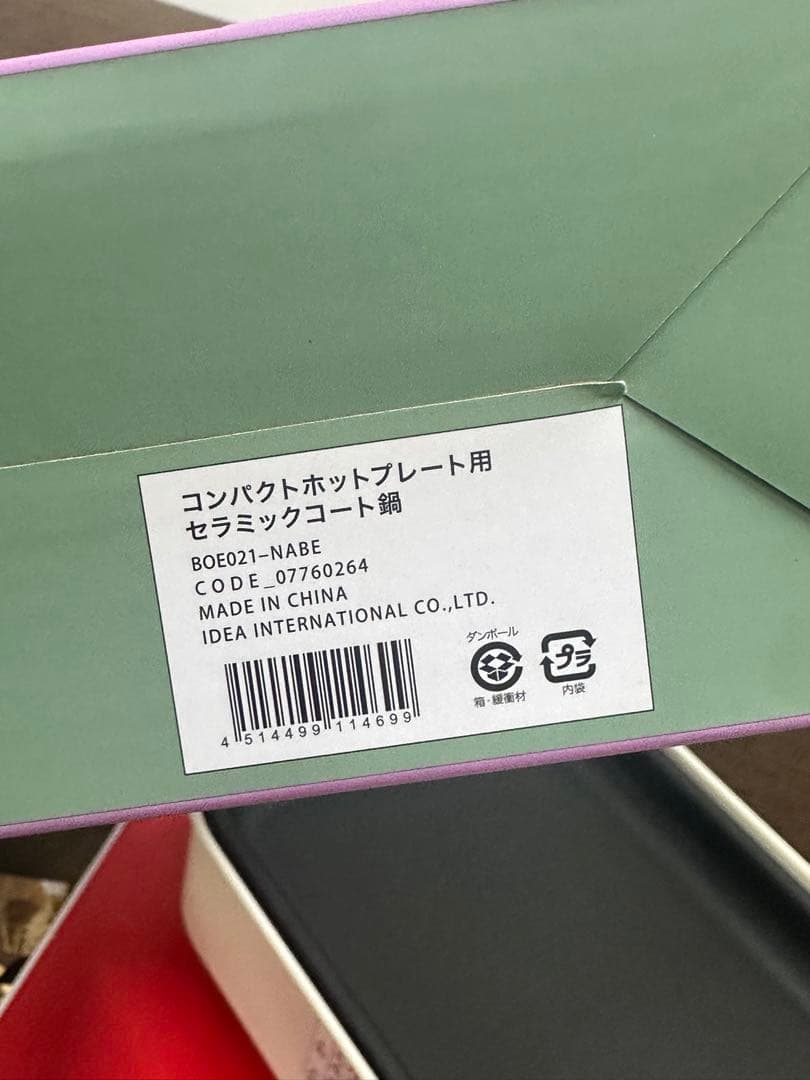 コンパクトホットプレート用
セラミックコート鍋
BOE021-NABE
CODE_07760264
MADE IN CHINA
IDEA INTERNATIONAL CO.,LTD.
4 514499 114699
ダンボール
箱・緩衝材
プラ
内袋